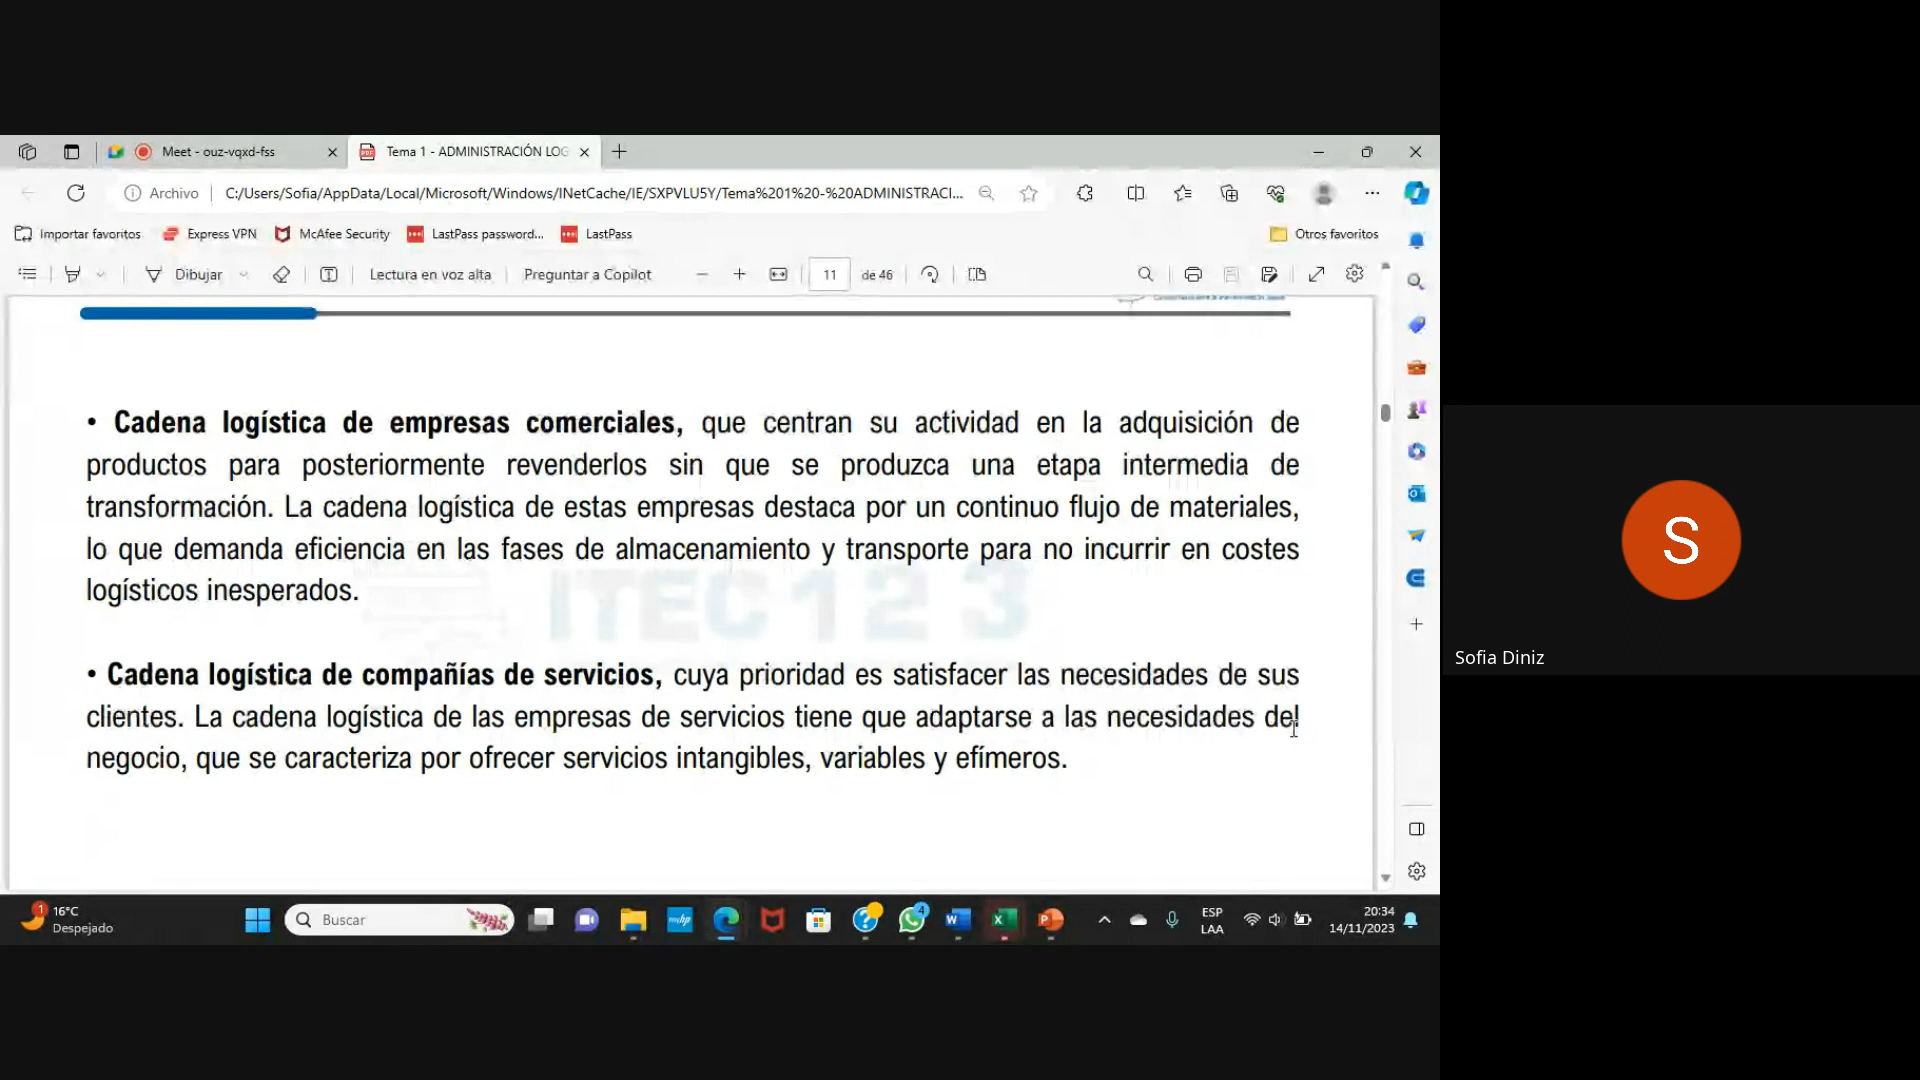 Meet - ouz-vqxd-fss
Tema 1 - ADMINISTRACIÓN LOG
Archivo
C:/Users/Sofia/AppData/Local/Microsoft/Windows/INetCache/IE/SXPVLU5Y/Tema%201%20-%20ADMINISTRACI...
Importar favoritos
Express VPN
McAfee Security
LastPass password...
LastPass
Otros favoritos
Dibujar
Lectura en voz alta
Preguntar a Copilot
11
de 46
• Cadena logística de empresas comerciales, que centran su actividad en la adquisición de
productos para posteriormente revenderlos sin que se produzca una etapa intermedia de
transformación. La cadena logística de estas empresas destaca por un continuo flujo de materiales,
lo que demanda eficiencia en las fases de almacenamiento y transporte para no incurrir en costes
logísticos inesperados.
ITEC 1 2 3
• Cadena logística de compañías de servicios, cuya prioridad es satisfacer las necesidades de sus
clientes. La cadena logística de las empresas de servicios tiene que adaptarse a las necesidades del
negocio, que se caracteriza por ofrecer servicios intangibles, variables y efímeros.
S
Sofia Diniz
1
16°C
Despejado
Buscar
myhp
4
ESP
LAA
20:34
14/11/2023